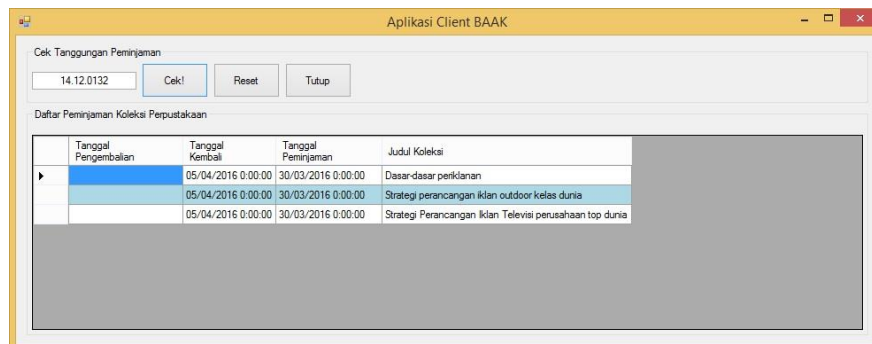 Aplikasi Client BAAK
Cek Tanggungan Peminjaman
14.12.0132 Cek! Reset Tutup
Daftar Peminjaman Koleksi Perpustakaan
Tanggal Pengembalian Tanggal Kembali Tanggal Peminjaman Judul Koleksi
05/04/2016 0:00:00 30/03/2016 0:00:00 Dasar-dasar periklanan
05/04/2016 0:00:00 30/03/2016 0:00:00 Strategi perancangan iklan outdoor kelas dunia
05/04/2016 0:00:00 30/03/2016 0:00:00 Strategi Perancangan Iklan Televisi perusahaan top dunia